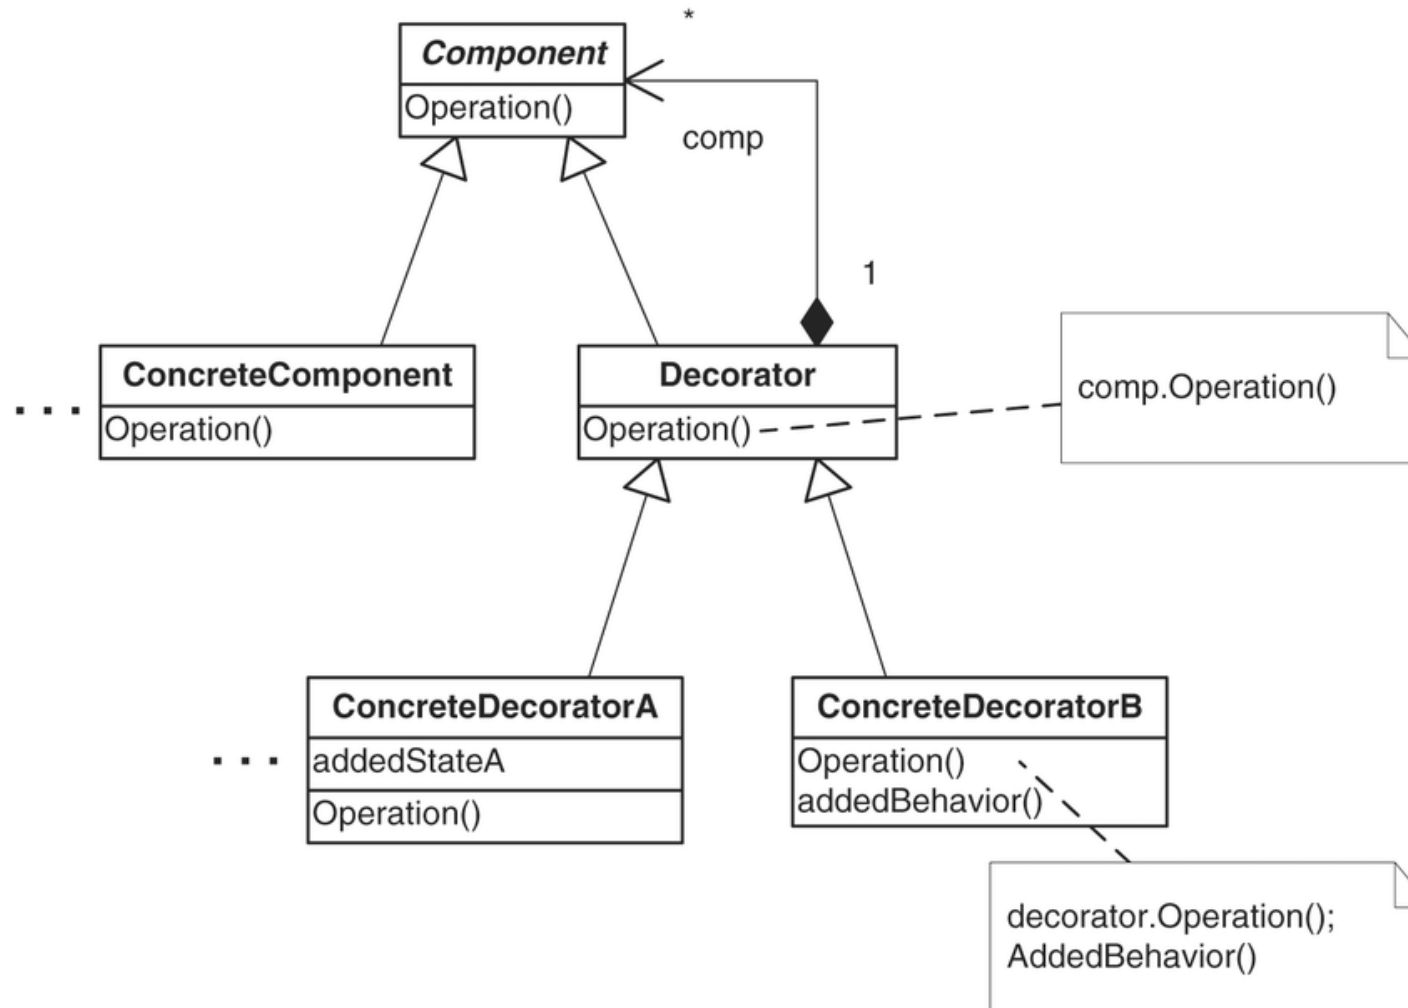 *
Component
Operation()
comp
1
ConcreteComponent
Operation()
Decorator
Operation()
comp.Operation()
. . .
ConcreteDecoratorA
addedStateA
Operation()
ConcreteDecoratorB
Operation()
addedBehavior()
. . .
decorator.Operation();
AddedBehavior()